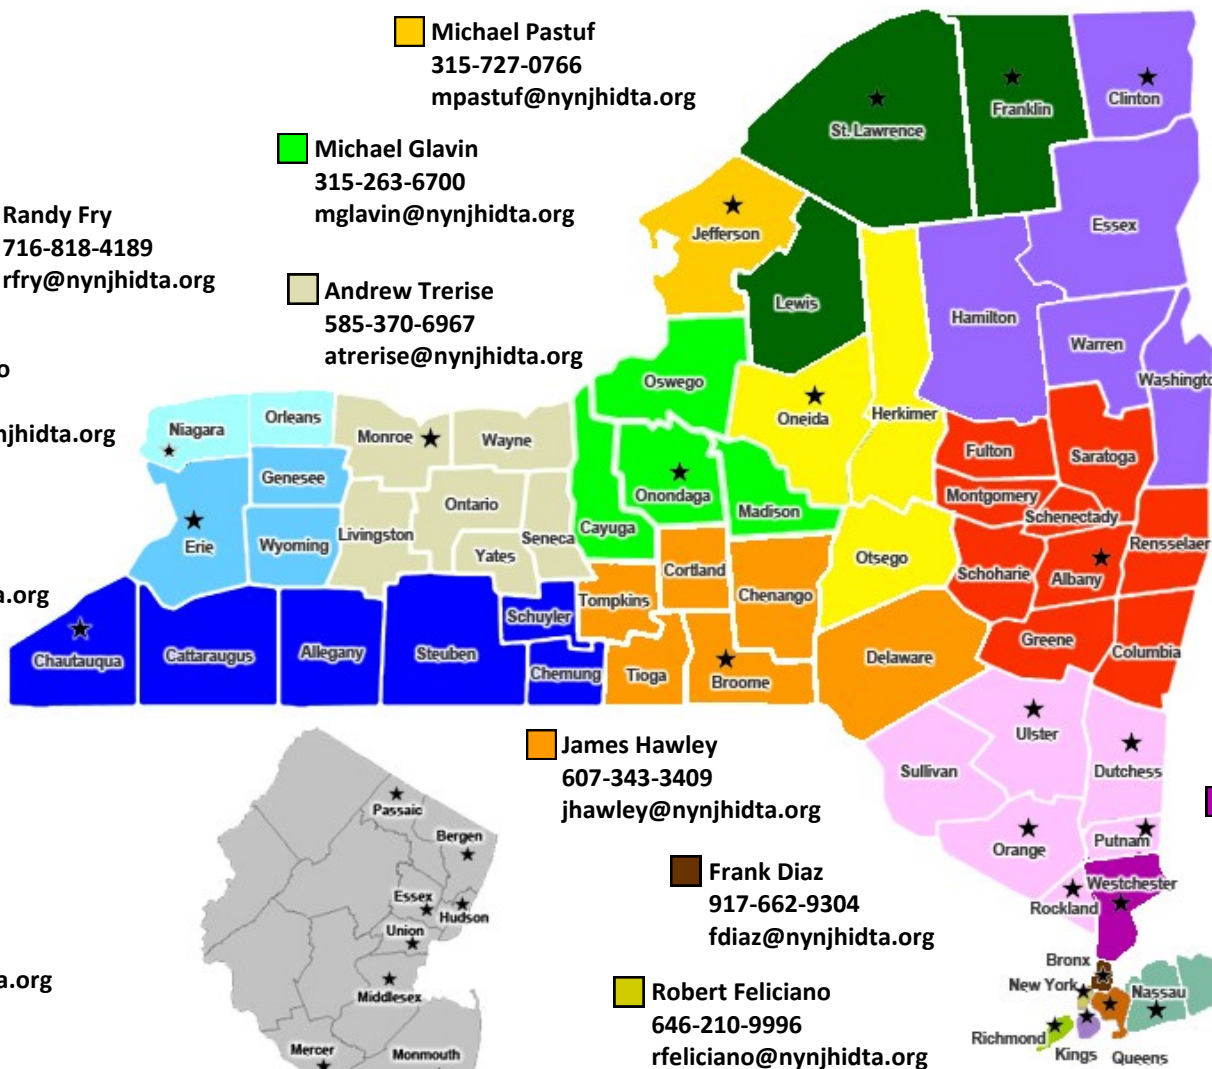 Michael Pastuf
315-727-0766
mpastuf@nynjhidta.org
Michael Glavin
315-263-6700
mglavin@nynjhidta.org
Randy Fry
716-818-4189
rfry@nynjhidta.org
Andrew Trerise
585-370-6967
atrerise@nynjhidta.org
o
njhidta.org
a.org
a.org
St. Lawrence
Franklin
Clinton
Essex
Jefferson
Lewis
Hamilton
Warren
Washingto
Oswego
Oneida
Herkimer
Niagara
Orleans
Monroe
Wayne
Fulton
Saratoga
Genesee
Ontario
Onondaga
Madison
Montgomery
Schenectady
Erie
Wyoming
Livingston
Yates
Seneca
Cayuga
Otsego
Rensselaer
Cortland
Chenango
Schoharie
Albany
Tompkins
Schuyler
Chautauqua
Cattaraugus
Allegany
Steuben
Chemung
Tioga
Broome
Delaware
Greene
Columbia
James Hawley
607-343-3409
jhawley@nynjhidta.org
Ulster
Sullivan
Dutchess
Orange
Putnam
Rockland
Westchester
Frank Diaz
917-662-9304
fdiaz@nynjhidta.org
Robert Feliciano
646-210-9996
rfeliciano@nynjhidta.org
Bronx
New York
Nassau
Richmond
Kings
Queens
Passaic
Bergen
Essex
Hudson
Union
Middlesex
Mercer
Monmouth